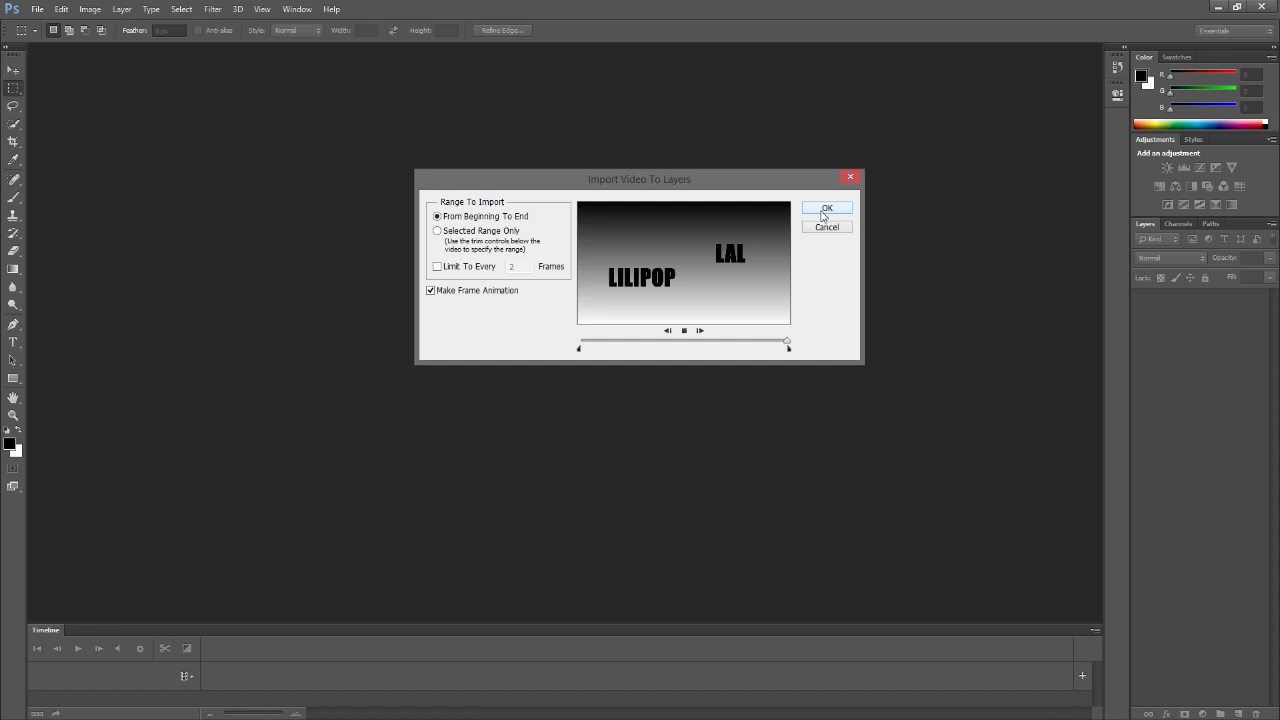 Ps File Edit Image Layer Type Select Filter 3D View Window Help
Feather: 0 px Anti-alias Style: Normal Width: Height: Refine Edge... Essentials
Color Swatches
R 0
G 0
B 0
Adjustments Styles
Add an adjustment
Layers Channels Paths
Kind
Normal Opacity:
Lock: Fill:
Import Video To Layers
Range To Import
From Beginning To End
Selected Range Only
(Use the trim controls below the
video to specify the range)
Limit To Every 2 Frames
Make Frame Animation
LAL
LILIPOP
OK
Cancel
Timeline